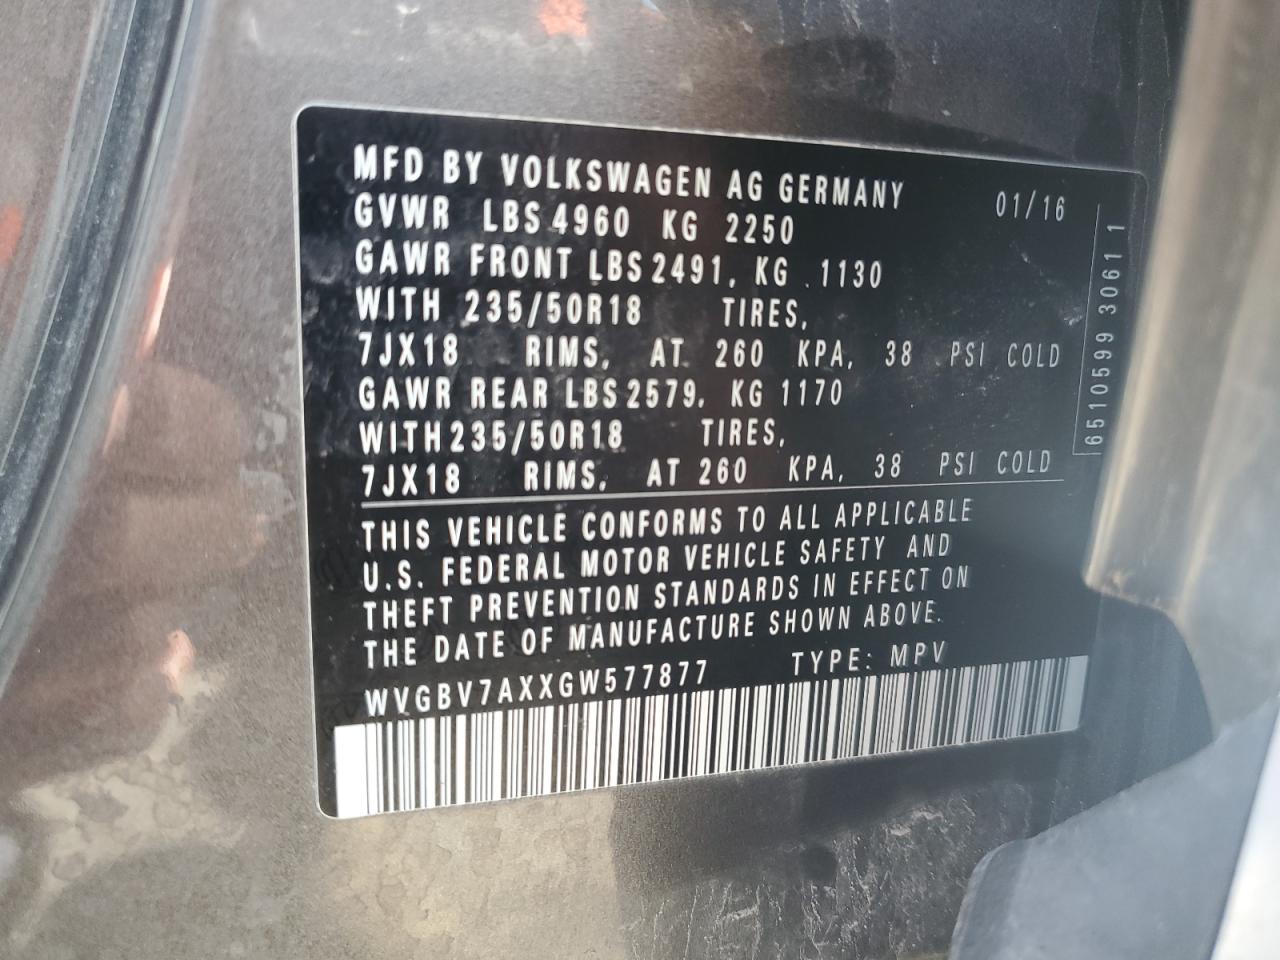 MFD BY VOLKSWAGEN AG GERMANY 01/16
GVWR LBS 4960 KG 2250
GAWR FRONT LBS 2491, KG 1130
WITH 235/50R18 TIRES,
7JX18 RIMS, AT 260 KPA, 38 PSI COLD
GAWR REAR LBS 2579, KG 1170
WITH 235/50R18 TIRES,
7JX18 RIMS, AT 260 KPA, 38 PSI COLD
THIS VEHICLE CONFORMS TO ALL APPLICABLE
U.S. FEDERAL MOTOR VEHICLE SAFETY AND
THEFT PREVENTION STANDARDS IN EFFECT ON
THE DATE OF MANUFACTURE SHOWN ABOVE.
WVGBV7AXXGW577877 TYPE: MPV
6510599 3061 1